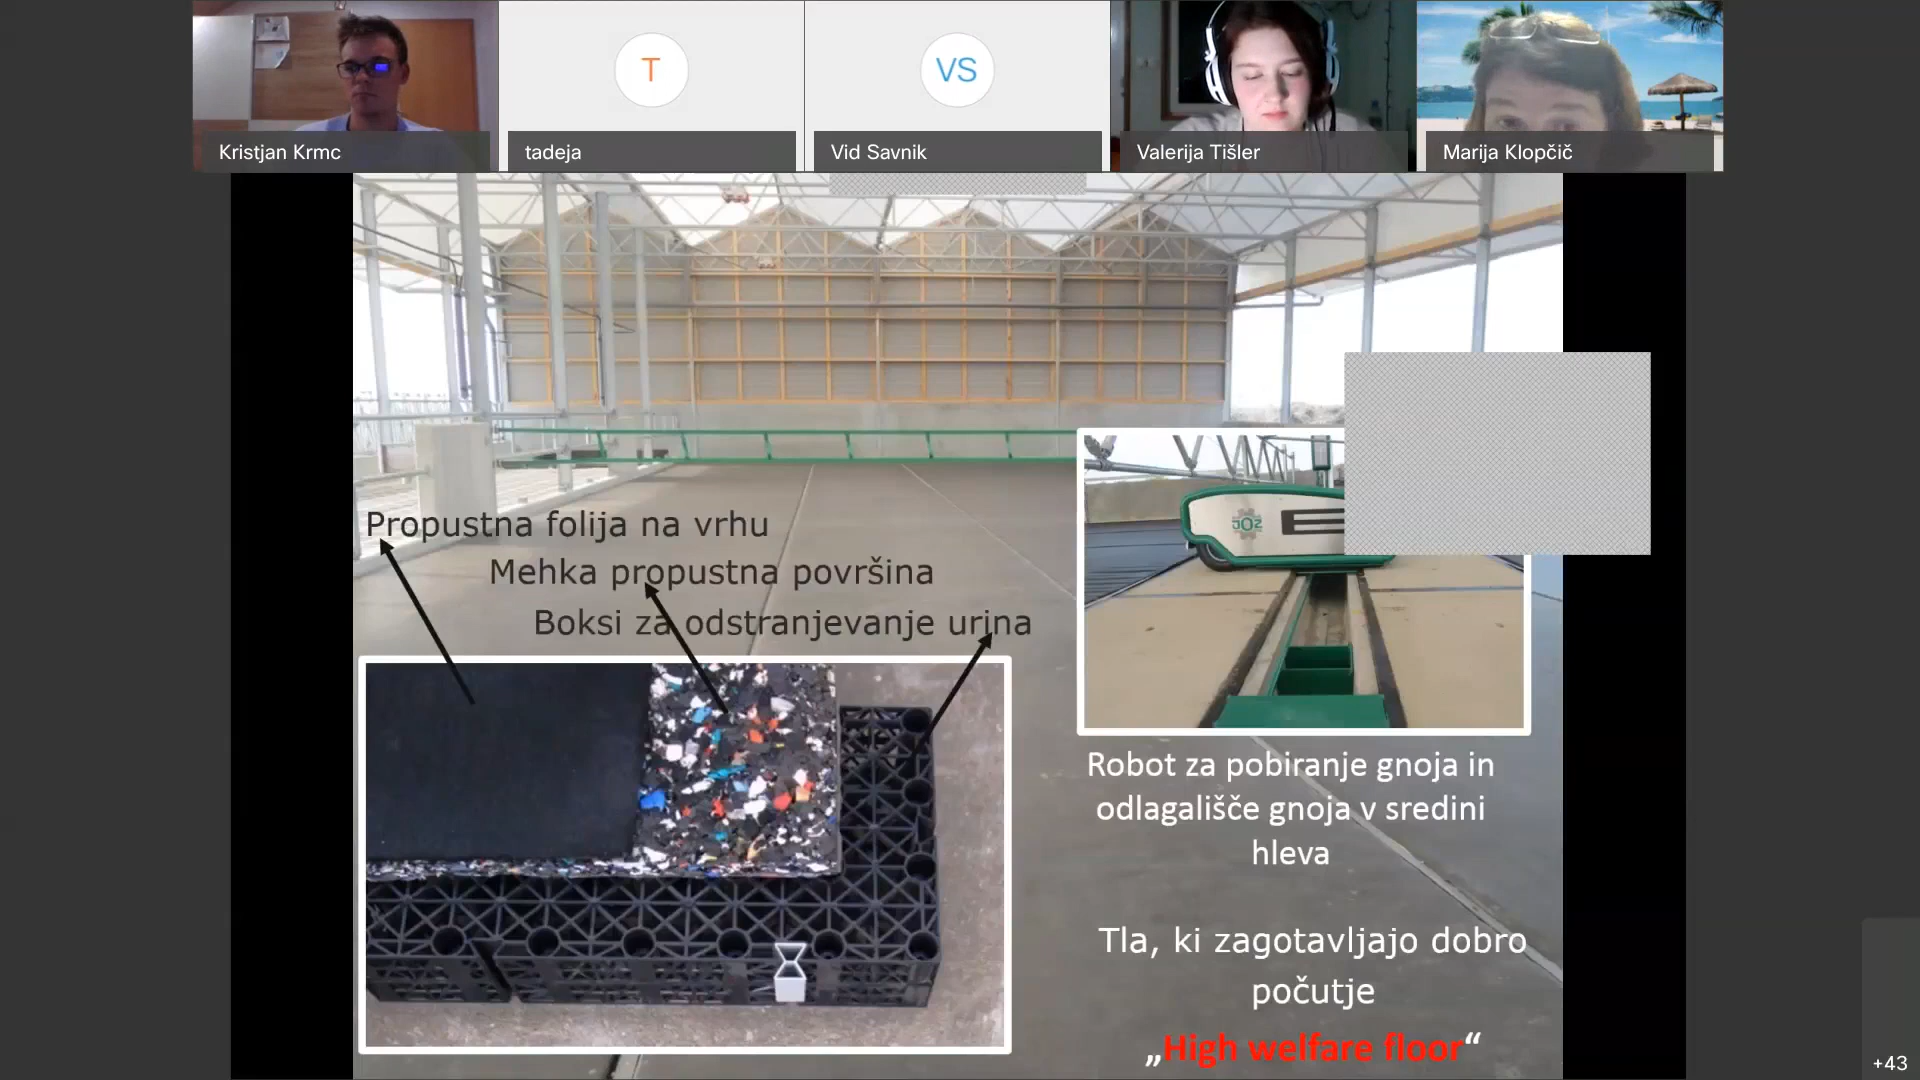 T
VS
Kristjan Krmc
tadeja
Vid Savnik
Valerija Tišler
Marija Klopčič
Propustna folija na vrhu
Mehka propustna površina
Boksi za odstranjevanje urina
JOZ
Robot za pobiranje gnoja in
odlagališče gnoja v sredini
hleva
Tla, ki zagotavljajo dobro
počutje
„High welfare floor“
+43